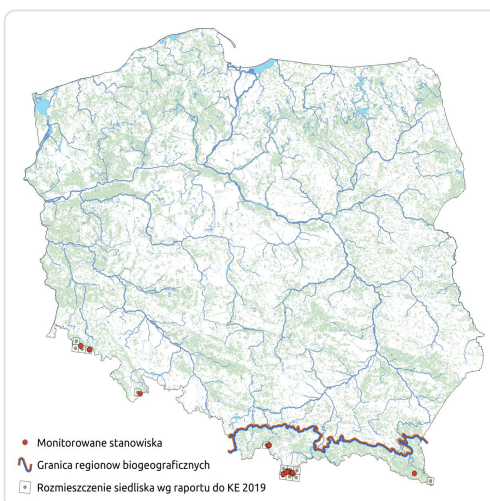 Monitorowane stanowiska
Granica regionow biogeograficznych
Rozmieszczenie siedliska wg raportu do KE 2019